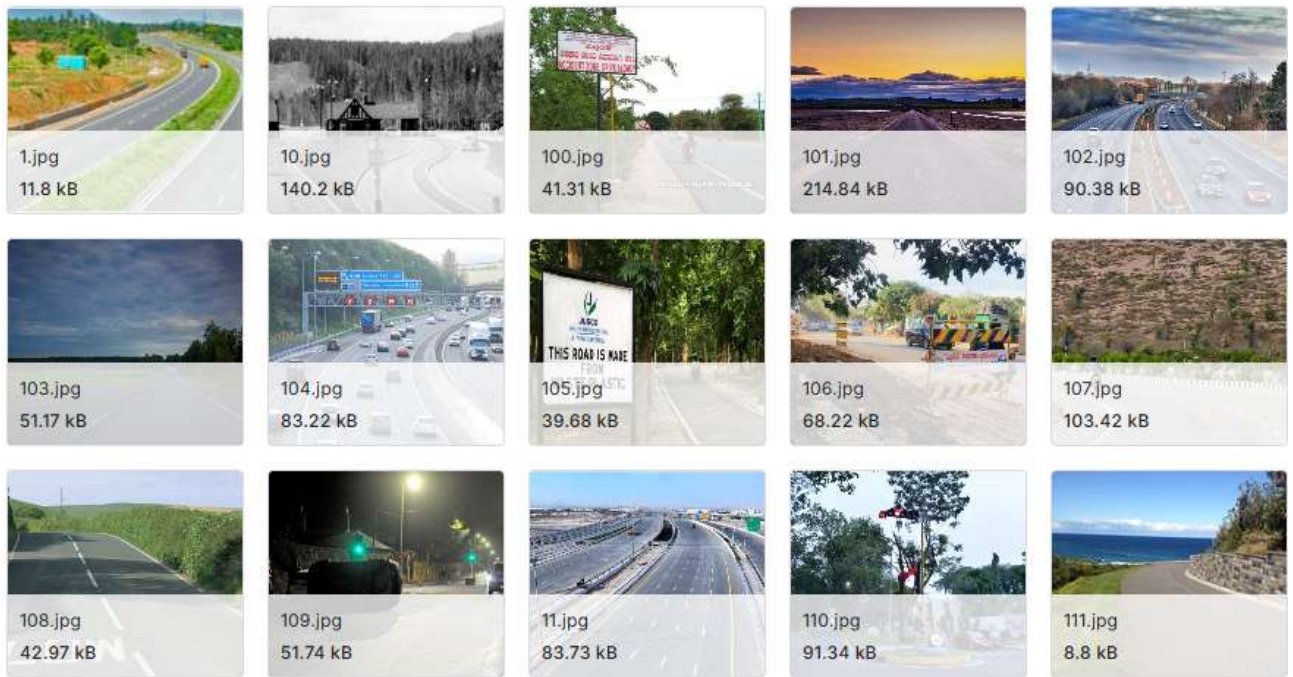 1.jpg
11.8 kB
10.jpg
140.2 kB
100.jpg
41.31 kB
101.jpg
214.84 kB
102.jpg
90.38 kB
103.jpg
51.17 kB
104.jpg
83.22 kB
JUSCO
THIS ROAD IS MADE
FROM
PLASTIC
105.jpg
39.68 kB
106.jpg
68.22 kB
107.jpg
103.42 kB
108.jpg
42.97 kB
109.jpg
51.74 kB
11.jpg
83.73 kB
110.jpg
91.34 kB
111.jpg
8.8 kB